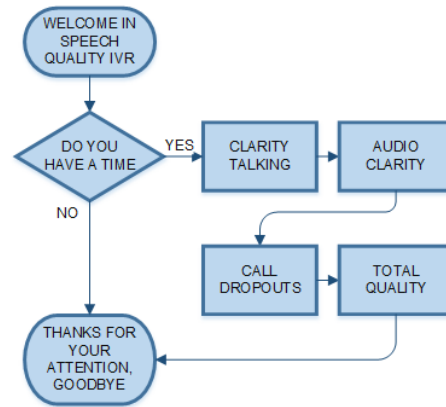 WELCOME IN
SPEECH
QUALITY IVR
DO YOU
HAVE A TIME
YES
CLARITY
TALKING
AUDIO
CLARITY
NO
CALL
DROPOUTS
TOTAL
QUALITY
THANKS FOR
YOUR
ATTENTION,
GOODBYE